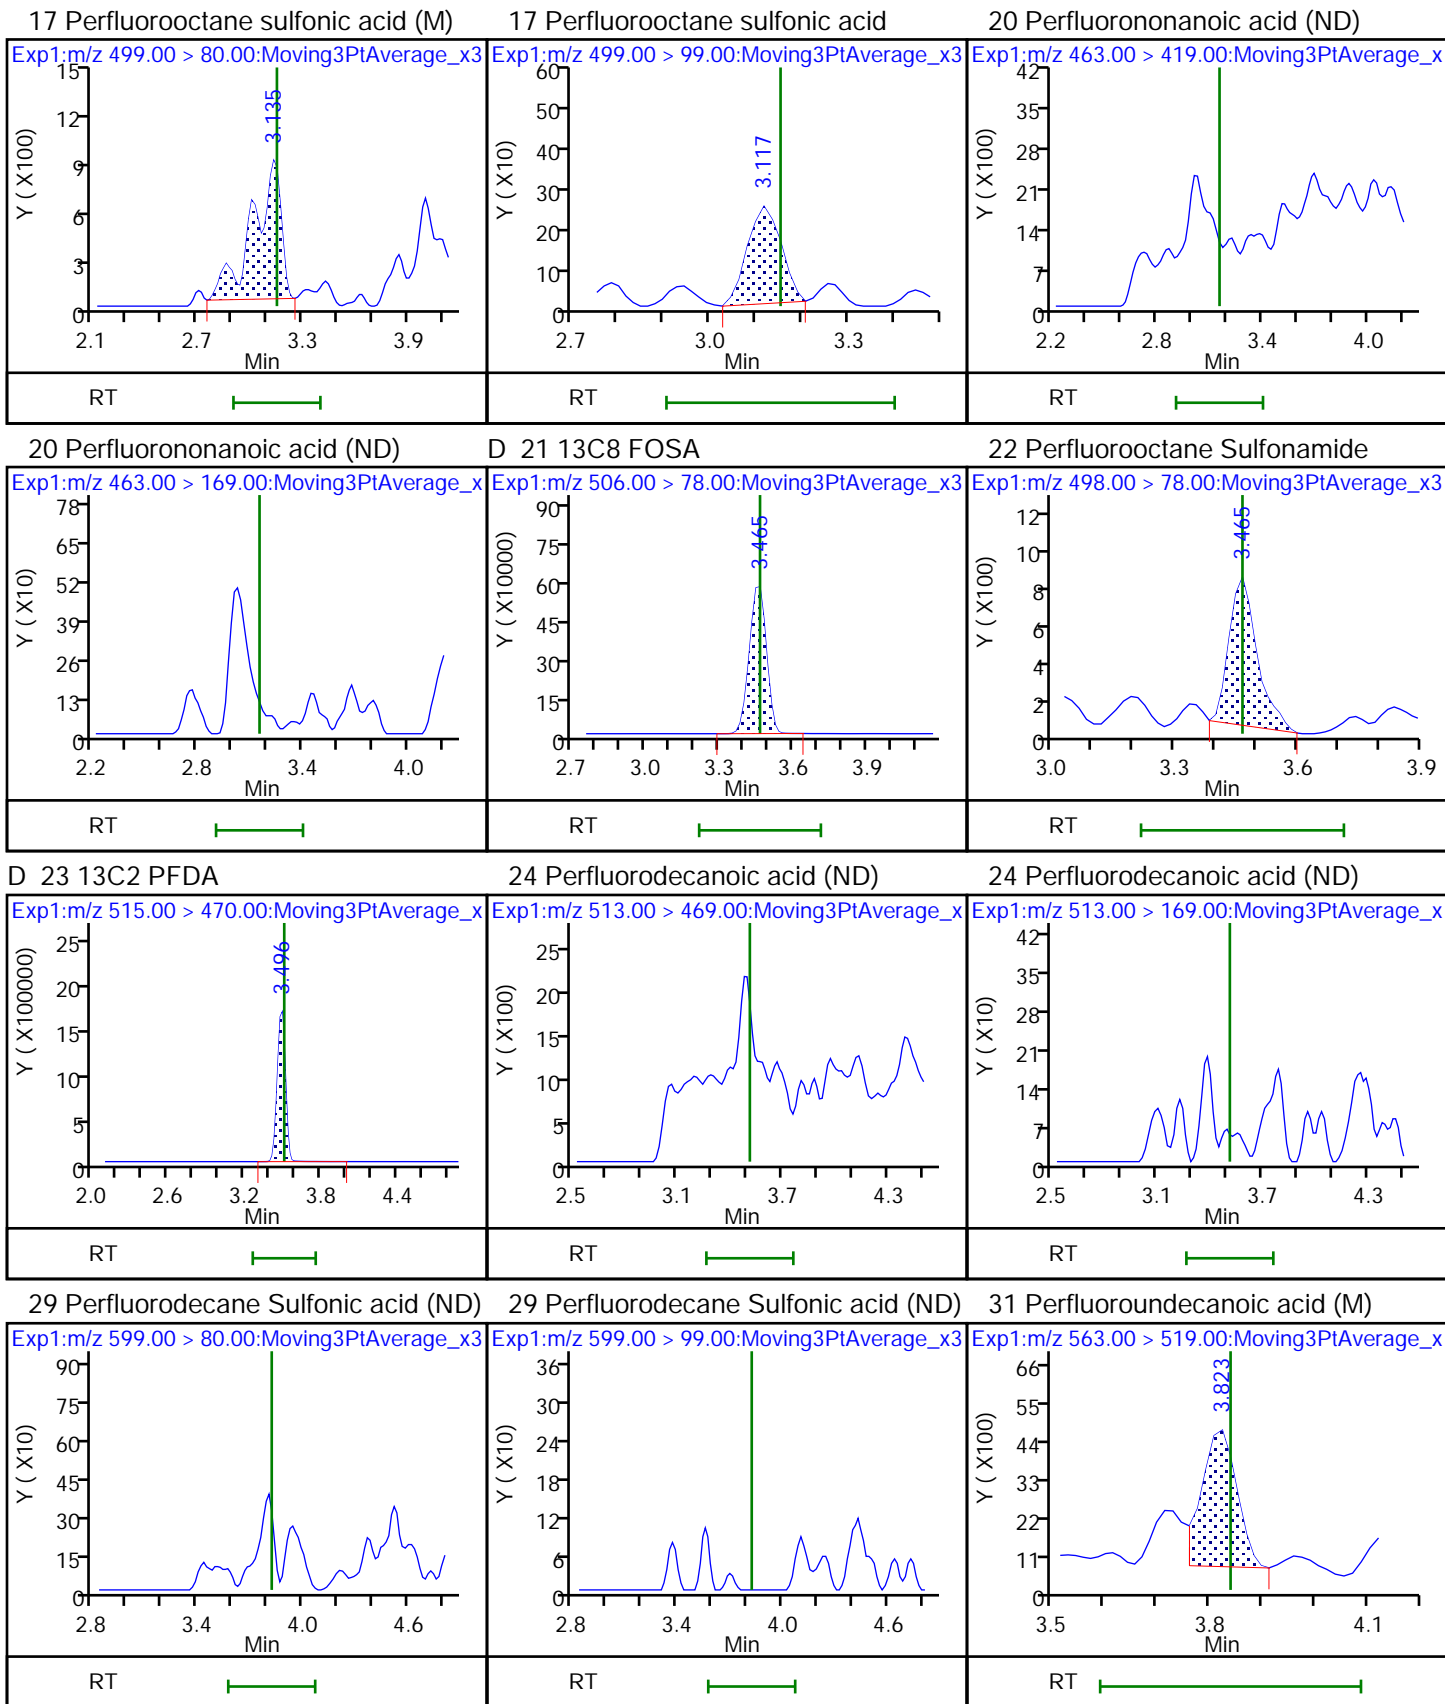 17 Perfluorooctane sulfonic acid (M)
Exp1:m/z 499.00 > 80.00:Moving3PtAverage_x3
Y ( X100)
15
12
9
6
3
0
3.135
2.1 2.7 3.3 3.9
Min
RT
17 Perfluorooctane sulfonic acid
Exp1:m/z 499.00 > 99.00:Moving3PtAverage_x3
Y ( X10)
60
50
40
30
20
10
0
3.117
2.7 3.0 3.3
Min
RT
20 Perfluorononanoic acid (ND)
Exp1:m/z 463.00 > 419.00:Moving3PtAverage_x
Y ( X100)
42
35
28
21
14
7
0
2.2 2.8 3.4 4.0
Min
RT
20 Perfluorononanoic acid (ND)
Exp1:m/z 463.00 > 169.00:Moving3PtAverage_x
Y ( X10)
78
65
52
39
26
13
0
2.2 2.8 3.4 4.0
Min
RT
D 21 13C8 FOSA
Exp1:m/z 506.00 > 78.00:Moving3PtAverage_x3
Y ( X10000)
90
75
60
45
30
15
0
3.465
2.7 3.0 3.3 3.6 3.9
Min
RT
22 Perfluorooctane Sulfonamide
Exp1:m/z 498.00 > 78.00:Moving3PtAverage_x3
Y ( X100)
12
10
8
6
4
2
0
3.465
3.0 3.3 3.6 3.9
Min
RT
D 23 13C2 PFDA
Exp1:m/z 515.00 > 470.00:Moving3PtAverage_x
Y ( X100000)
25
20
15
10
5
0
3.496
2.0 2.6 3.2 3.8 4.4
Min
RT
24 Perfluorodecanoic acid (ND)
Exp1:m/z 513.00 > 469.00:Moving3PtAverage_x
Y ( X100)
25
20
15
10
5
0
2.5 3.1 3.7 4.3
Min
RT
24 Perfluorodecanoic acid (ND)
Exp1:m/z 513.00 > 169.00:Moving3PtAverage_x
Y ( X10)
42
35
28
21
14
7
0
2.5 3.1 3.7 4.3
Min
RT
29 Perfluorodecane Sulfonic acid (ND)
Exp1:m/z 599.00 > 80.00:Moving3PtAverage_x3
Y ( X10)
90
75
60
45
30
15
0
2.8 3.4 4.0 4.6
Min
RT
29 Perfluorodecane Sulfonic acid (ND)
Exp1:m/z 599.00 > 99.00:Moving3PtAverage_x3
Y ( X10)
36
30
24
18
12
6
0
2.8 3.4 4.0 4.6
Min
RT
31 Perfluoroundecanoic acid (M)
Exp1:m/z 563.00 > 519.00:Moving3PtAverage_x
Y ( X100)
66
55
44
33
22
11
0
3.823
3.5 3.8 4.1
Min
RT